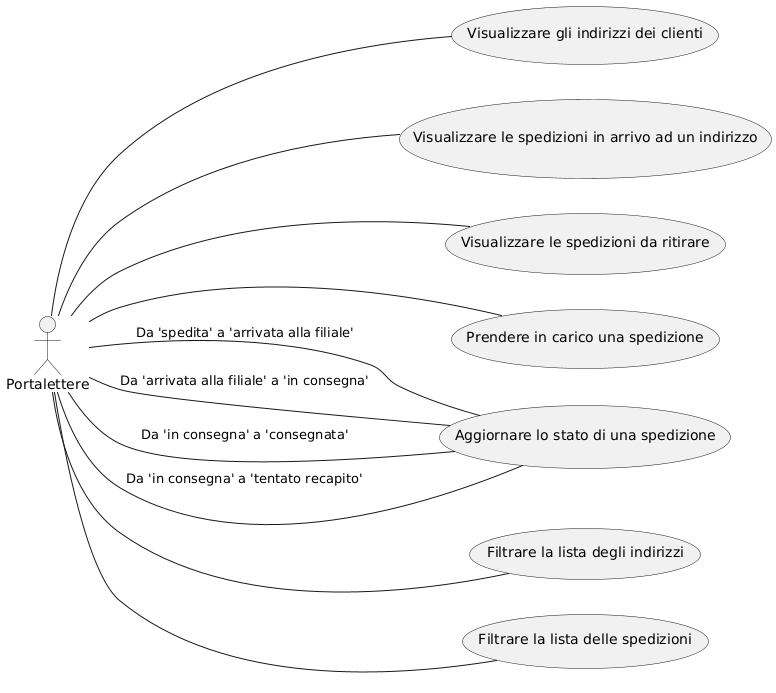 Visualizzare gli indirizzi dei clienti
Visualizzare le spedizioni in arrivo ad un indirizzo
Visualizzare le spedizioni da ritirare
Prendere in carico una spedizione
Da 'spedita' a 'arrivata alla filiale'
Portalettere
Da 'arrivata alla filiale' a 'in consegna'
Aggiornare lo stato di una spedizione
Da 'in consegna' a 'consegnata'
Da 'in consegna' a 'tentato recapito'
Filtrare la lista degli indirizzi
Filtrare la lista delle spedizioni